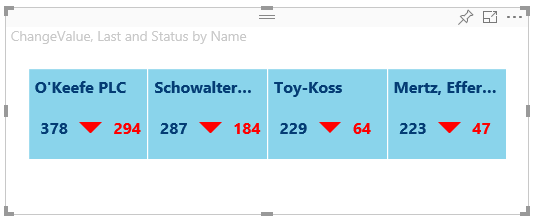 ChangeValue, Last and Status by Name
O'Keefe PLC Schowalter... Toy-Koss Mertz, Effer...
378 294 287 184 229 64 223 47